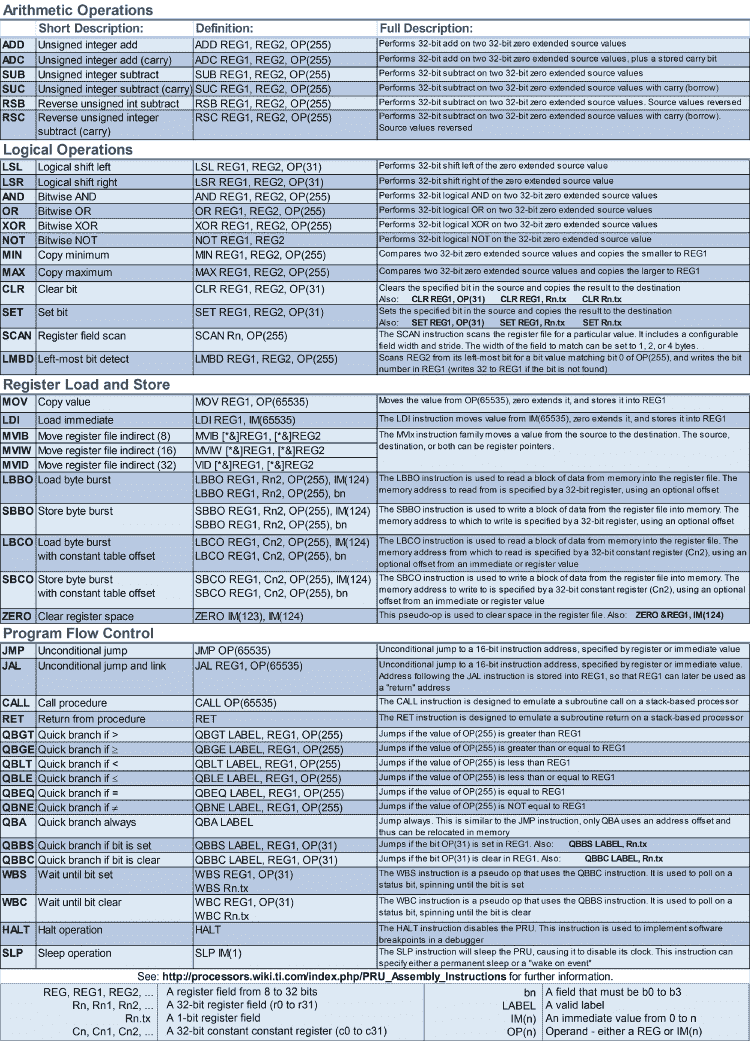 Arithmetic Operations
Short Description: Definition: Full Description:
ADD Unsigned integer add ADD REG1, REG2, OP(255) Performs 32-bit add on two 32-bit zero extended source values
ADC Unsigned integer add (carry) ADC REG1, REG2, OP(255) Performs 32-bit add on two 32-bit zero extended source values, plus a stored carry bit
SUB Unsigned integer subtract SUB REG1, REG2, OP(255) Performs 32-bit subtract on two 32-bit zero extended source values
SUC Unsigned integer subtract (carry) SUC REG1, REG2, OP(255) Performs 32-bit subtract on two 32-bit zero extended source values with carry (borrow)
RSB Reverse unsigned int subtract RSB REG1, REG2, OP(255) Performs 32-bit subtract on two 32-bit zero extended source values. Source values reversed
RSC Reverse unsigned integer RSC REG1, REG2, OP(255) Performs 32-bit subtract on two 32-bit zero extended source values with carry (borrow).
subtract (carry) Source values reversed
Logical Operations
LSL Logical shift left LSL REG1, REG2, OP(31) Performs 32-bit shift left of the zero extended source value
LSR Logical shift right LSR REG1, REG2, OP(31) Performs 32-bit shift right of the zero extended source value
AND Bitwise AND AND REG1, REG2, OP(255) Performs 32-bit logical AND on two 32-bit zero extended source values
OR Bitwise OR OR REG1, REG2, OP(255) Performs 32-bit logical OR on two 32-bit zero extended source values
XOR Bitwise XOR XOR REG1, REG2, OP(255) Performs 32-bit logical XOR on two 32-bit zero extended source values
NOT Bitwise NOT NOT REG1, REG2 Performs 32-bit logical NOT on the 32-bit zero extended source value
MIN Copy minimum MIN REG1, REG2, OP(255) Compares two 32-bit zero extended source values and copies the smaller to REG1
MAX Copy maximum MAX REG1, REG2, OP(255) Compares two 32-bit zero extended source values and copies the larger to REG1
CLR Clear bit CLR REG1, REG2, OP(31) Clears the specified bit in the source and copies the result to the destination
Also: CLR REG1, OP(31) CLR REG1, Rn.tx CLR Rn.tx
SET Set bit SET REG1, REG2, OP(31) Sets the specified bit in the source and copies the result to the destination
Also: SET REG1, OP(31) SET REG1, Rn.tx SET Rn.tx
SCAN Register field scan SCAN Rn, OP(255) The SCAN instruction scans the register file for a particular value. It includes a configurable
field width and stride. The width of the field to match can be set to 1, 2, or 4 bytes.
LMBD Left-most bit detect LMBD REG1, REG2, OP(255) Scans REG2 from its left-most bit for a bit value matching bit 0 of OP(255), and writes the bit
number in REG1 (writes 32 to REG1 if the bit is not found)
Register Load and Store
MOV Copy value MOV REG1, OP(65535) Moves the value from OP(65535), zero extends it, and stores it into REG1
LDI Load immediate LDI REG1, IM(65535) The LDI instruction moves value from IM(65535), zero extends it, and stores it into REG1
MVIB Move register file indirect (8) MVIB [*&]REG1, [*&]REG2 The MVIx instruction family moves a value from the source to the destination. The source,
MVIW Move register file indirect (16) MVIW [*&]REG1, [*&]REG2 destination, or both can be register pointers.
MVID Move register file indirect (32) VID [*&]REG1, [*&]REG2
LBBO Load byte burst LBBO REG1, Rn2, OP(255), IM(124) The LBBO instruction is used to read a block of data from memory into the register file. The
LBBO REG1, Rn2, OP(255), bn memory address to read from is specified by a 32-bit register, using an optional offset
SBBO Store byte burst SBBO REG1, Rn2, OP(255), IM(124) The SBBO instruction is used to write a block of data from the register file into memory. The
SBBO REG1, Rn2, OP(255), bn memory address to which to write is specified by a 32-bit register, using an optional offset
LBCO Load byte burst LBCO REG1, Cn2, OP(255), IM(124) The LBCO instruction is used to read a block of data from memory into the register file. The
with constant table offset LBCO REG1, Cn2, OP(255), bn memory address from which to read is specified by a 32-bit constant register (Cn2), using an
optional offset from an immediate or register value
SBCO Store byte burst SBCO REG1, Cn2, OP(255), IM(124) The SBCO instruction is used to write a block of data from the register file into memory. The
with constant table offset SBCO REG1, Cn2, OP(255), bn memory address to write to is specified by a 32-bit constant register (Cn2), using an optional
offset from an immediate or register value
ZERO Clear register space ZERO IM(123), IM(124) This pseudo-op is used to clear space in the register file. Also: ZERO &REG1, IM(124)
Program Flow Control
JMP Unconditional jump JMP OP(65535) Unconditional jump to a 16-bit instruction address, specified by register or immediate value
JAL Unconditional jump and link JAL REG1, OP(65535) Unconditional jump to a 16-bit instruction address, specified by register or immediate value.
Address following the JAL instruction is stored into REG1, so that REG1 can later be used as
a "return" address
CALL Call procedure CALL OP(65535) The CALL instruction is designed to emulate a subroutine call on a stack-based processor
RET Return from procedure RET The RET instruction is designed to emulate a subroutine return on a stack-based processor
QBGT Quick branch if > QBGT LABEL, REG1, OP(255) Jumps if the value of OP(255) is greater than REG1
QBGE Quick branch if ≥ QBGE LABEL, REG1, OP(255) Jumps if the value of OP(255) is greater than or equal to REG1
QBLT Quick branch if < QBLT LABEL, REG1, OP(255) Jumps if the value of OP(255) is less than REG1
QBLE Quick branch if ≤ QBLE LABEL, REG1, OP(255) Jumps if the value of OP(255) is less than or equal to REG1
QBEQ Quick branch if = QBEQ LABEL, REG1, OP(255) Jumps if the value of OP(255) is equal to REG1
QBNE Quick branch if ≠ QBNE LABEL, REG1, OP(255) Jumps if the value of OP(255) is NOT equal to REG1
QBA Quick branch always QBA LABEL Jump always. This is similar to the JMP instruction, only QBA uses an address offset and
thus can be relocated in memory
QBBS Quick branch if bit is set QBBS LABEL, REG1, OP(31) Jumps if the bit OP(31) is set in REG1. Also: QBBS LABEL, Rn.tx
QBBC Quick branch if bit is clear QBBC LABEL, REG1, OP(31) Jumps if the bit OP(31) is clear in REG1. Also: QBBC LABEL, Rn.tx
WBS Wait until bit set WBS REG1, OP(31) The WBS instruction is a pseudo op that uses the QBBC instruction. It is used to poll on a
WBS Rn.tx status bit, spinning until the bit is set
WBC Wait until bit clear WBC REG1, OP(31) The WBC instruction is a pseudo op that uses the QBBS instruction. It is used to poll on a
WBC Rn.tx status bit, spinning until the bit is clear
HALT Halt operation HALT The HALT instruction disables the PRU. This instruction is used to implement software
breakpoints in a debugger
SLP Sleep operation SLP IM(1) The SLP instruction will sleep the PRU, causing it to disable its clock. This instruction can
specify either a permanent sleep or a "wake on event"
See: http://processors.wiki.ti.com/index.php/PRU_Assembly_Instructions for further information.
REG, REG1, REG2, ... A register field from 8 to 32 bits bn A field that must be b0 to b3
Rn, Rn1, Rn2, ... A 32-bit register field (r0 to r31) LABEL A valid label
Rn.tx A 1-bit register field IM(n) An immediate value from 0 to n
Cn, Cn1, Cn2, ... A 32-bit constant constant register (c0 to c31) OP(n) Operand - either a REG or IM(n)